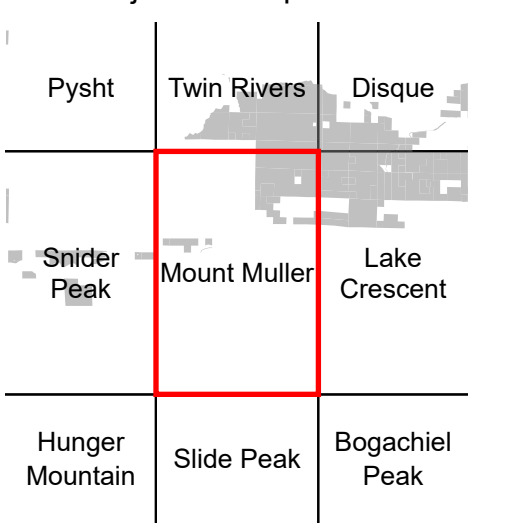 Pysht
Twin Rivers
Disque
Snider
Peak
Mount Muller
Lake
Crescent
Hunger
Mountain
Slide Peak
Bogachiel
Peak